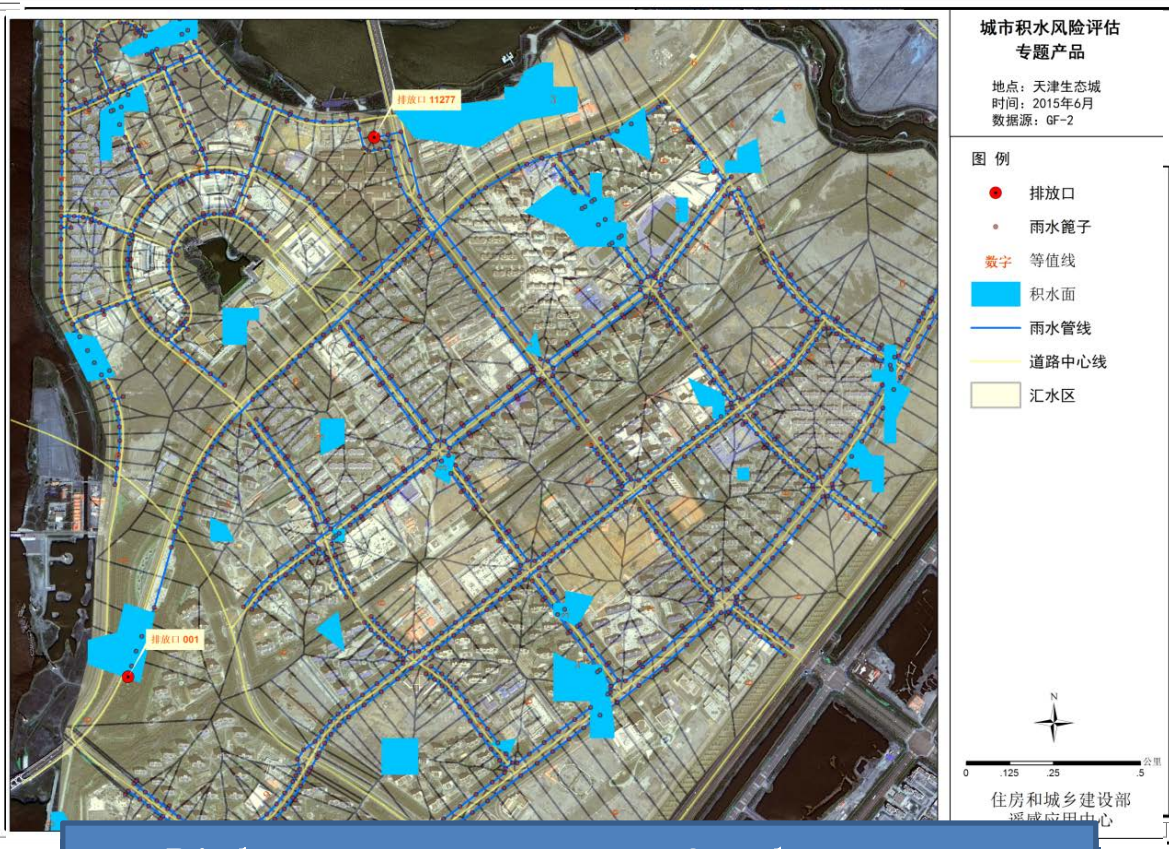 城市积水风险评估
专题产品
地点：天津生态城
时间：2015年6月
数据源：GF-2
图 例
排放口
雨水篦子
数字 等值线
积水面
雨水管线
道路中心线
汇水区
排放口 11277
排放口 001
N
公里
0 .125 .25 .5
住房和城乡建设部
遥感应用中心